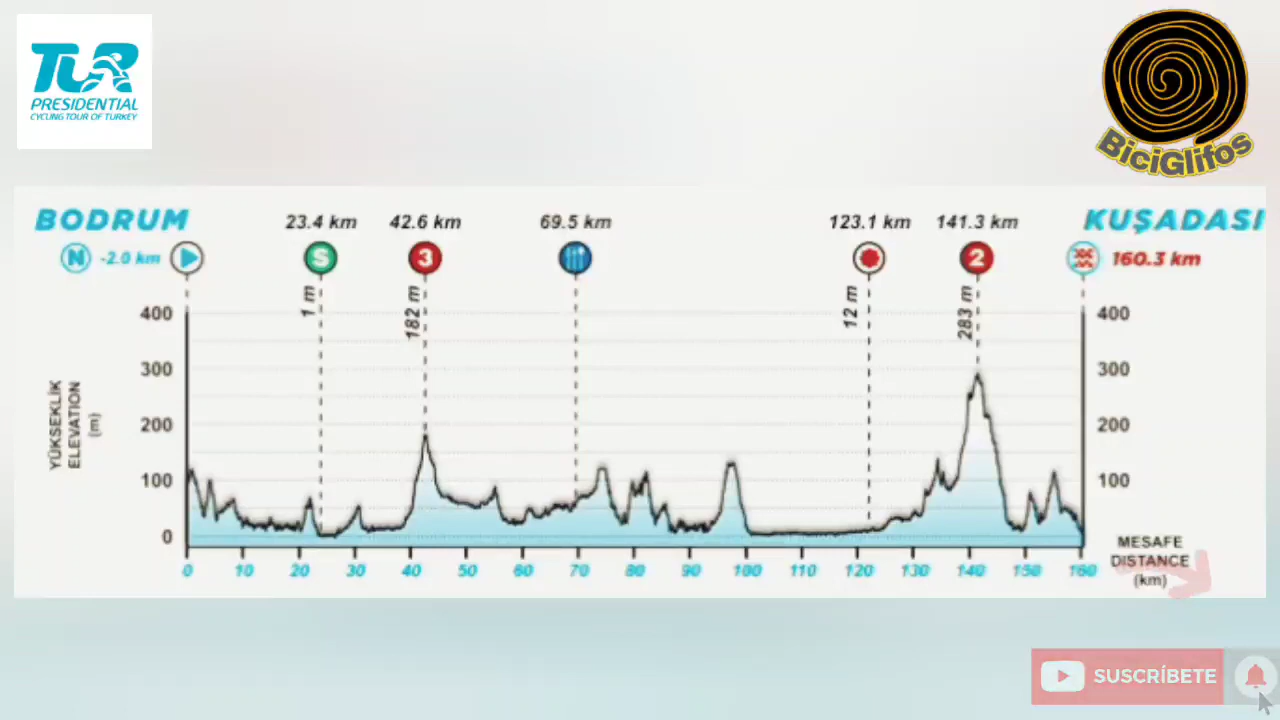 TUR
PRESIDENTIAL
CYCLING TOUR OF TURKEY
BiciGlifos
BODRUM
KUŞADASI
N -2.0 km
23.4 km
42.6 km
69.5 km
123.1 km
141.3 km
160.3 km
S
3
2
1 m
182 m
12 m
283 m
400
300
200
100
0
400
300
200
100
YÜKSEKLİK
ELEVATION
(m)
0 10 20 30 40 50 60 70 80 90 100 110 120 130 140 150 160
MESAFE
DISTANCE
(km)
SUSCRÍBETE